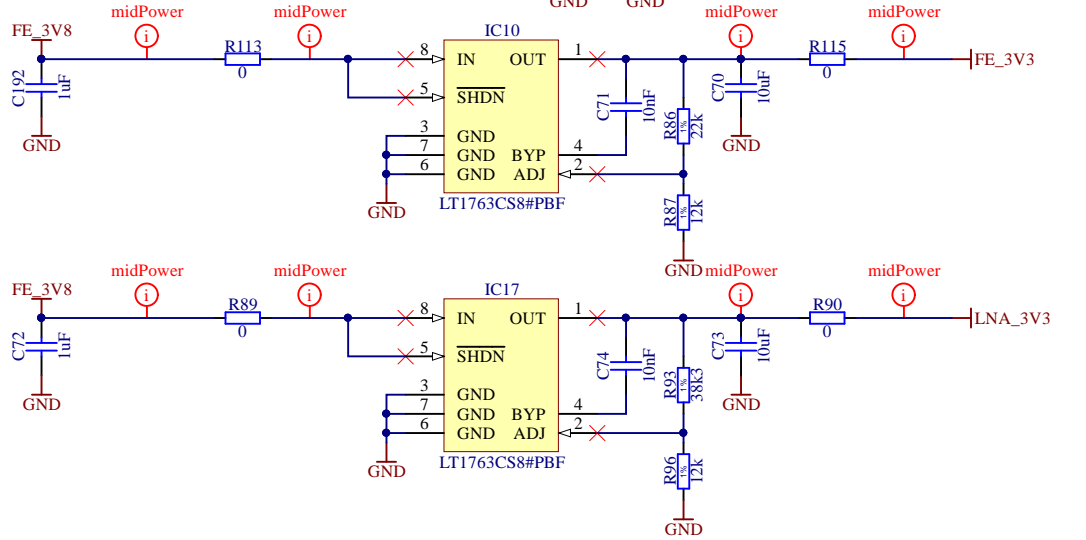 GND GND
midPower midPower midPower midPower
FE_3V8 IC10
R113 R115
i i i i
8 IN OUT 1
0 0
FE_3V3
C192 1uF
5 SHDN
C71 10nF
R86 1% 22k
C70 10uF
3 GND
7 GND BYP 4
6 GND ADJ 2
GND GND
R87 1% 12k
GND LT1763CS8#PBF
GND
midPower midPower midPower midPower
FE_3V8 IC17
R89 R90
i i i i
8 IN OUT 1
0 0
LNA_3V3
C72 1uF
5 SHDN
C74 10nF
R93 1% 38k3
C73 10uF
3 GND
7 GND BYP 4
6 GND ADJ 2
GND GND
R96 1% 12k
GND LT1763CS8#PBF
GND